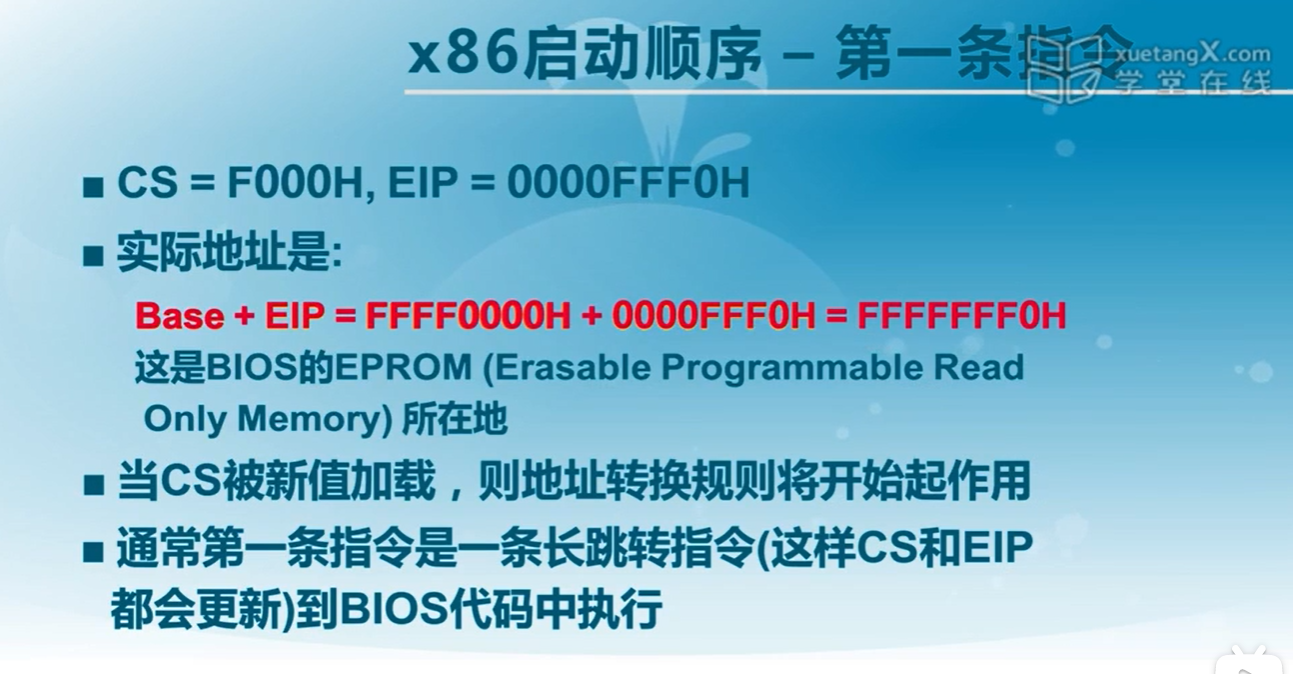 x86启动顺序 – 第一条指令
xuetangX.com
学堂在线
■ CS = F000H, EIP = 0000FFF0H
■ 实际地址是:
Base + EIP = FFFF0000H + 0000FFF0H = FFFFFFF0H
这是BIOS的EPROM (Erasable Programmable Read
Only Memory) 所在地
■ 当CS被新值加载，则地址转换规则将开始起作用
■ 通常第一条指令是一条长跳转指令(这样CS和EIP
都会更新)到BIOS代码中执行